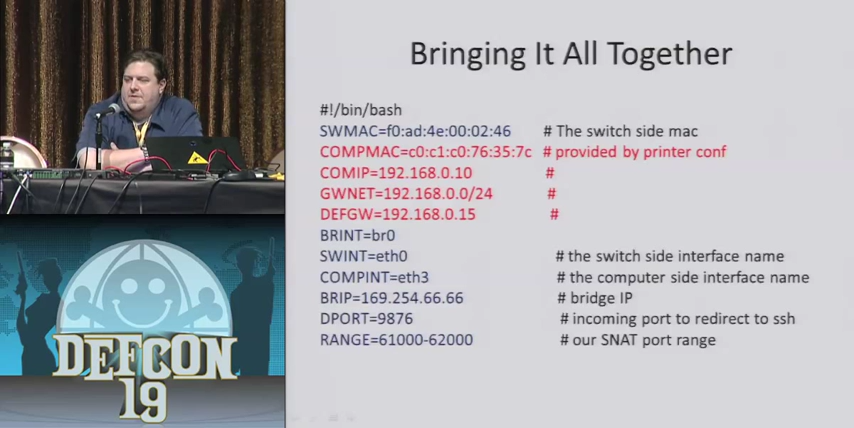 Bringing It All Together
#!/bin/bash
SWMAC=f0:ad:4e:00:02:46 # The switch side mac
COMPMAC=c0:c1:c0:76:35:7c # provided by printer conf
COMIP=192.168.0.10 #
GWNET=192.168.0.0/24 #
DEFGW=192.168.0.15 #
BRINT=br0
SWINT=eth0 # the switch side interface name
COMPINT=eth3 # the computer side interface name
BRIP=169.254.66.66 # bridge IP
DPORT=9876 # incoming port to redirect to ssh
RANGE=61000-62000 # our SNAT port range
DEFCON
19